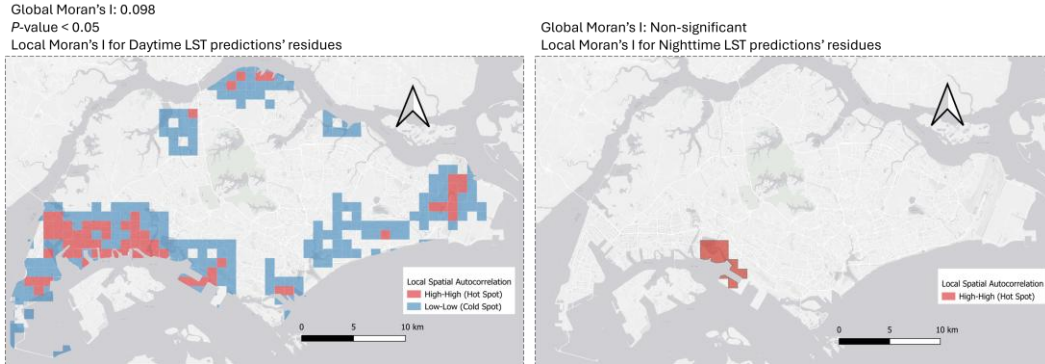 Global Moran's I: 0.098
P-value < 0.05
Local Moran's I for Daytime LST predictions' residues
Local Spatial Autocorrelation
High-High (Hot Spot)
Low-Low (Cold Spot)
0 5 10 km
Global Moran's I: Non-significant
Local Moran's I for Nighttime LST predictions' residues
Local Spatial Autocorrelation
High-High (Hot Spot)
0 5 10 km